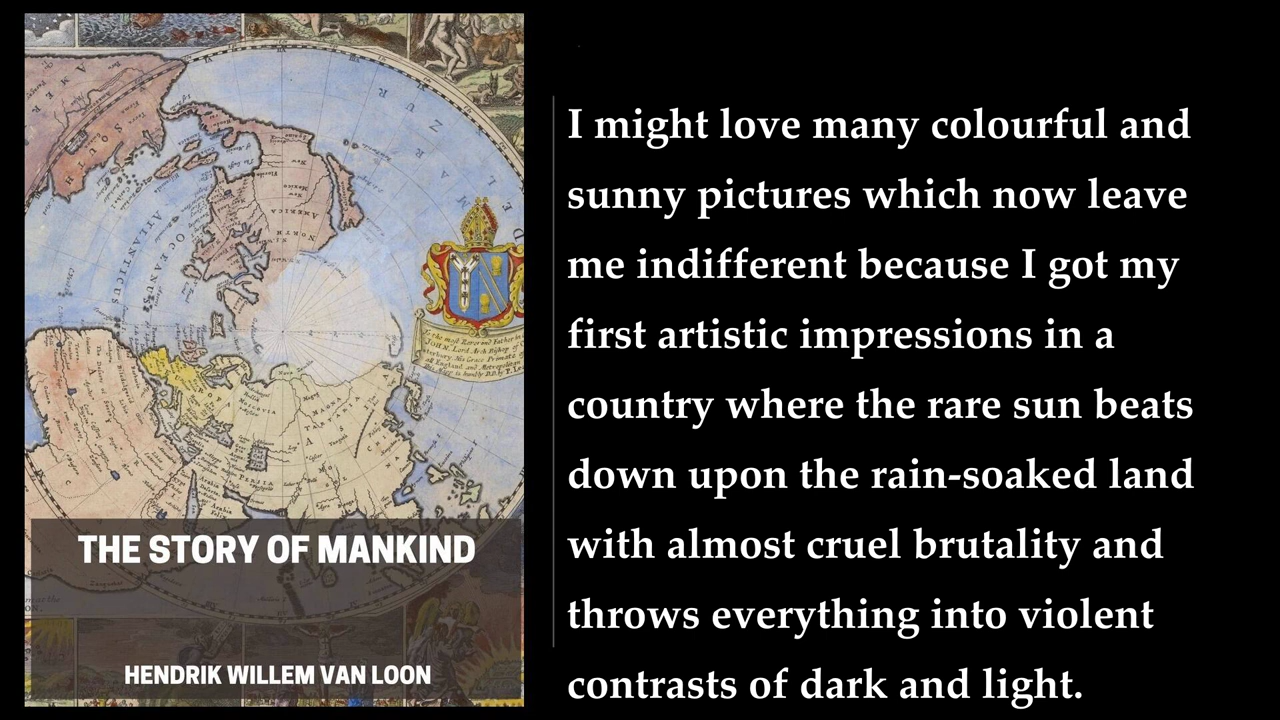 THE STORY OF MANKIND
HENDRIK WILLEM VAN LOON
I might love many colourful and
sunny pictures which now leave
me indifferent because I got my
first artistic impressions in a
country where the rare sun beats
down upon the rain-soaked land
with almost cruel brutality and
throws everything into violent
contrasts of dark and light.